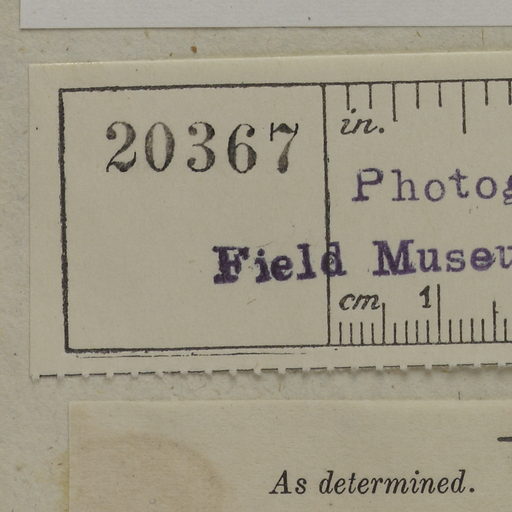 20367
in.
Photog
Field Museu
cm 1
As determined.